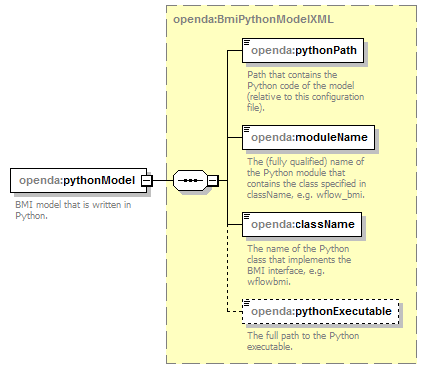 openda:BmiPythonModelXML
openda:pythonPath
Path that contains the
Python code of the model
(relative to this configuration
file).
openda:moduleName
The (fully qualified) name of
the Python module that
contains the class specified in
className, e.g. wflow_bmi.
openda:pythonModel
BMI model that is written in
Python.
openda:className
The name of the Python
class that implements the
BMI interface, e.g.
wflowbmi.
openda:pythonExecutable
The full path to the Python
executable.